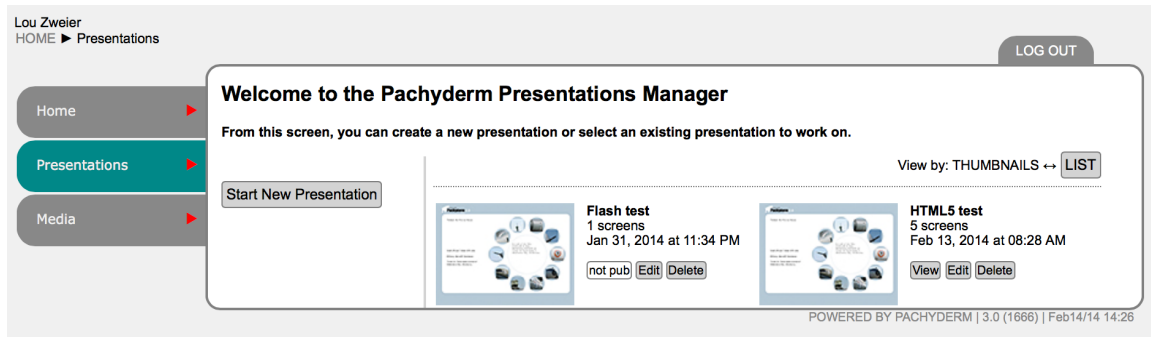 Lou Zweier
HOME ► Presentations
LOG OUT
Home ►
Presentations ►
Media ►
Welcome to the Pachyderm Presentations Manager
From this screen, you can create a new presentation or select an existing presentation to work on.
View by: THUMBNAILS ↔ LIST
Start New Presentation
Flash test
1 screens
Jan 31, 2014 at 11:34 PM
not pub Edit Delete
HTML5 test
5 screens
Feb 13, 2014 at 08:28 AM
View Edit Delete
POWERED BY PACHYDERM | 3.0 (1666) | Feb14/14 14:26